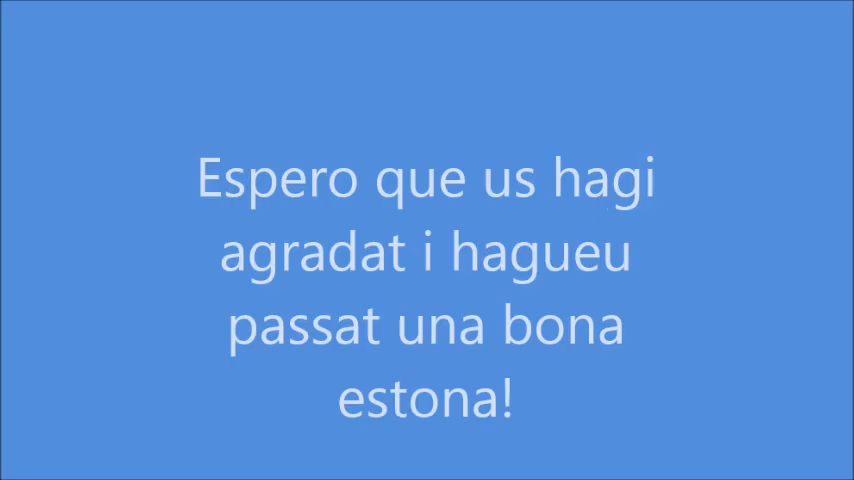 Espero que us hagi
agradat i hagueu
passat una bona
estona!